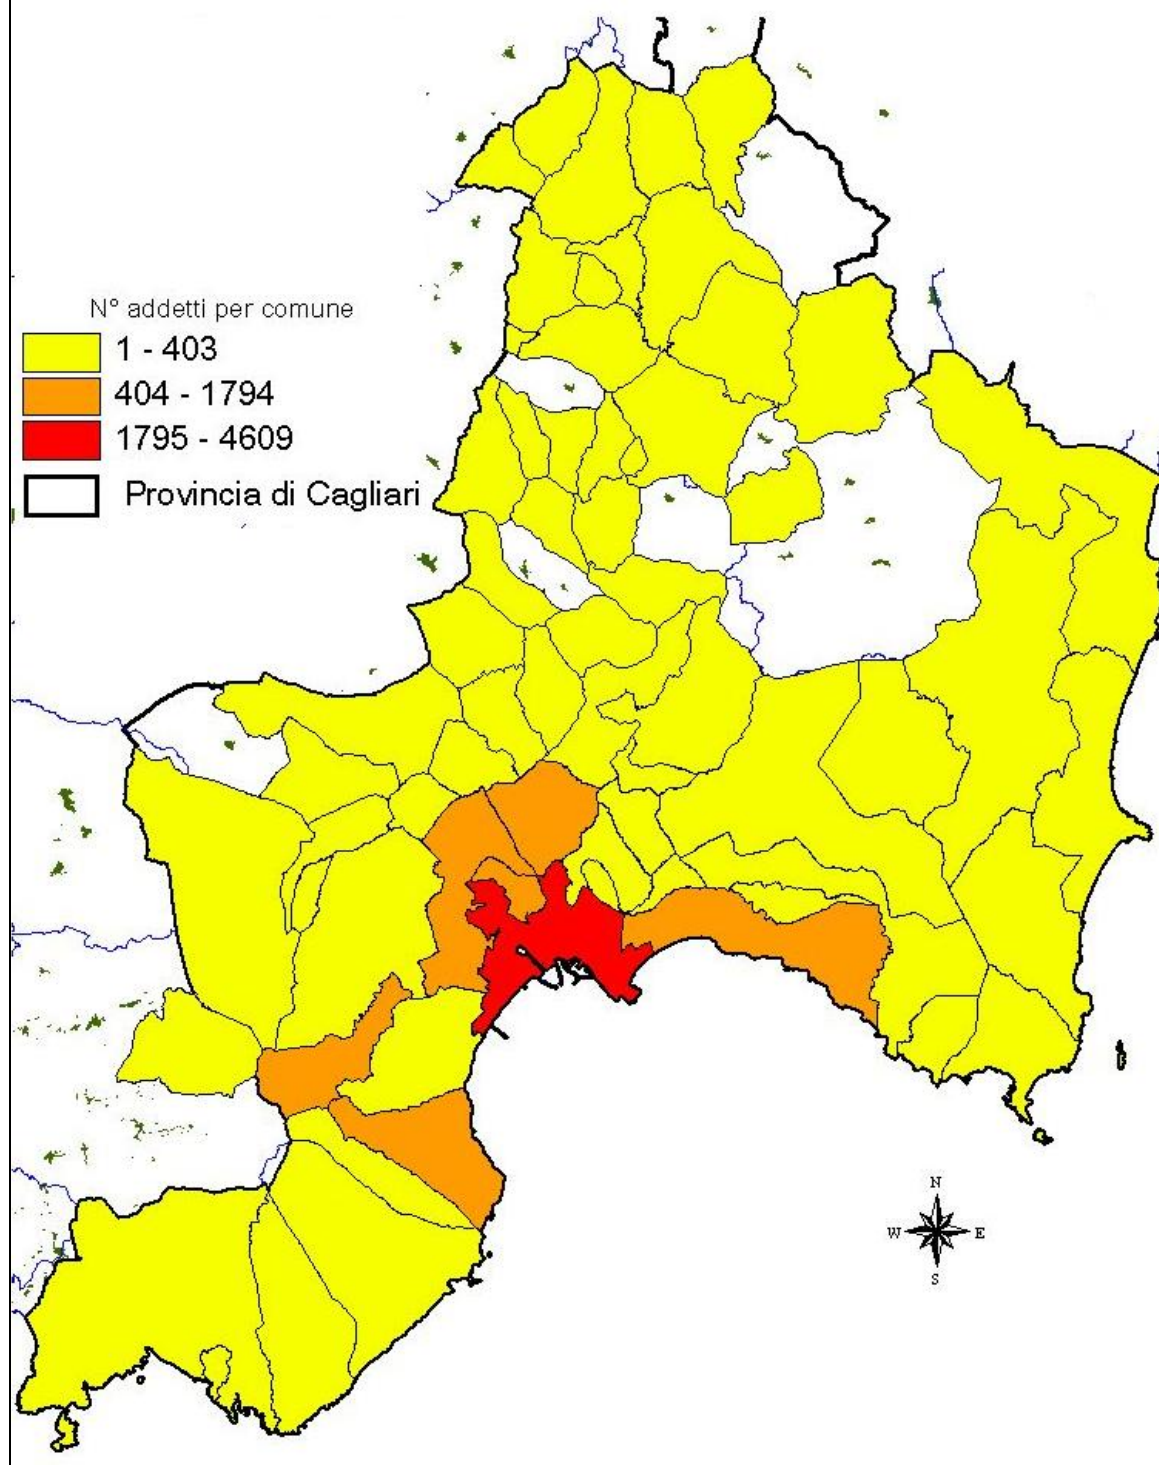 N° addetti per comune
1 - 403
404 - 1794
1795 - 4609
Provincia di Cagliari
N
W E
S